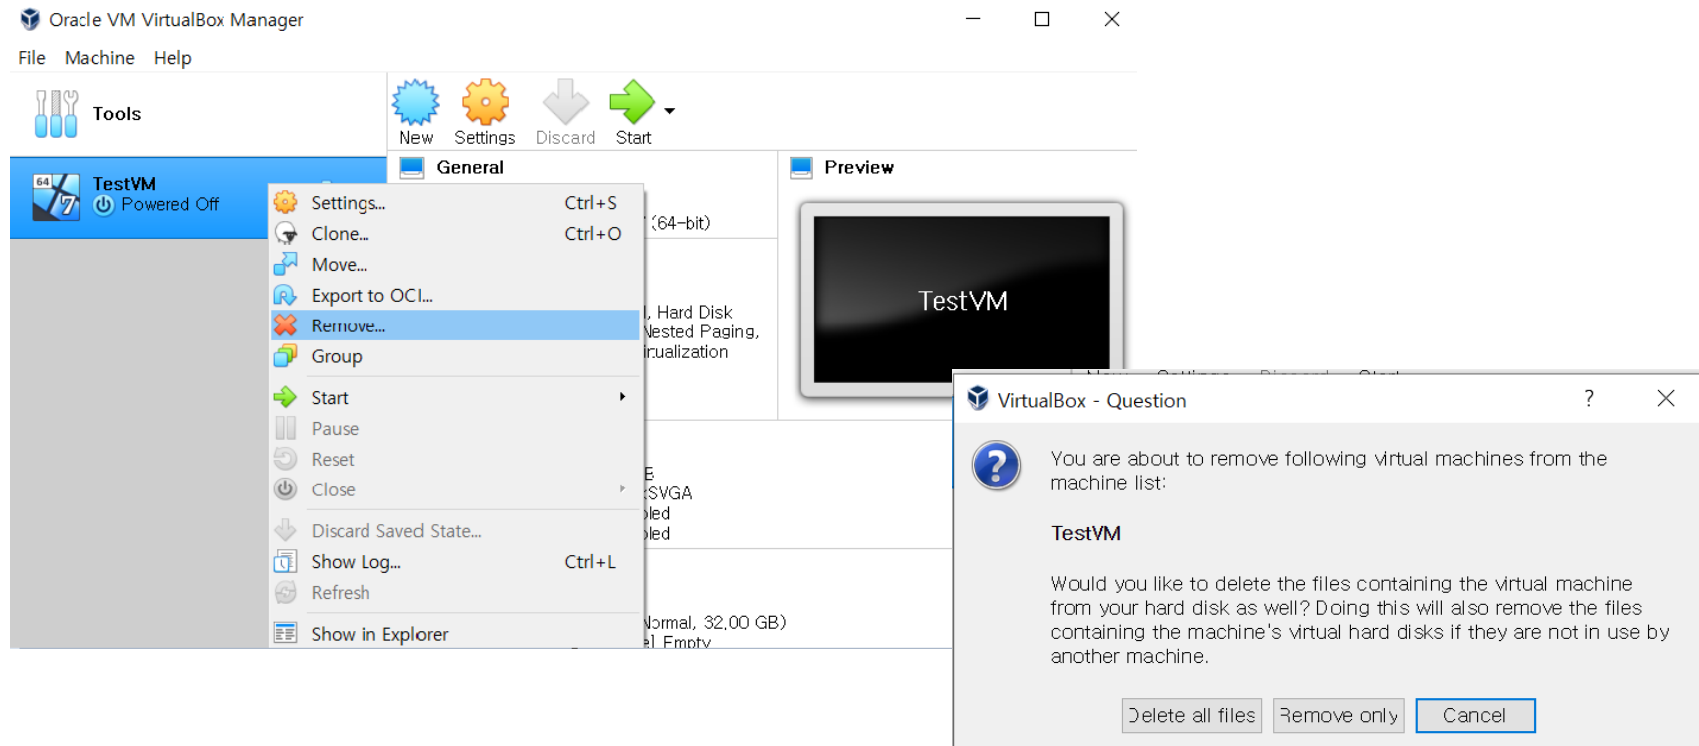 Oracle VM VirtualBox Manager
File Machine Help
Tools
New Settings Discard Start
TestVM
Powered Off
General
Preview
(64-bit)
Hard Disk
Nested Paging,
TestVM
Settings... Ctrl+S
Clone... Ctrl+O
Move...
Export to OCI...
Remove...
Group
Start
Pause
Reset
Close
Discard Saved State...
Show Log... Ctrl+L
Refresh
Show in Explorer
Normal, 32,00 GB)
Empty
VirtualBox - Question
You are about to remove following virtual machines from the
machine list:
TestVM
Would you like to delete the files containing the virtual machine
from your hard disk as well? Doing this will also remove the files
containing the machine's virtual hard disks if they are not in use by
another machine.
Delete all files Remove only Cancel